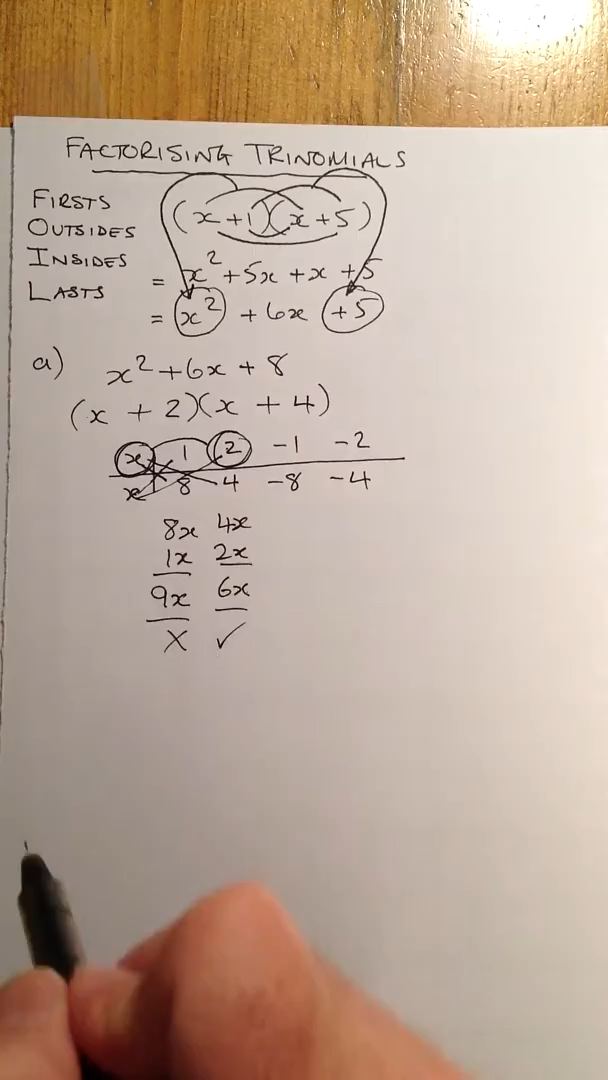 FACTORISING TRINOMIALS
FIRSTS
OUTSIDES
INSIDES
LASTS
(x+1)(x+5)
= x² +5x +x +5
= x² + 6x +5
a) x² +6x + 8
(x + 2)(x + 4)
x 1 2 -1 -2
x 8 4 -8 -4
8x 4x
1x 2x
9x 6x
X ✓